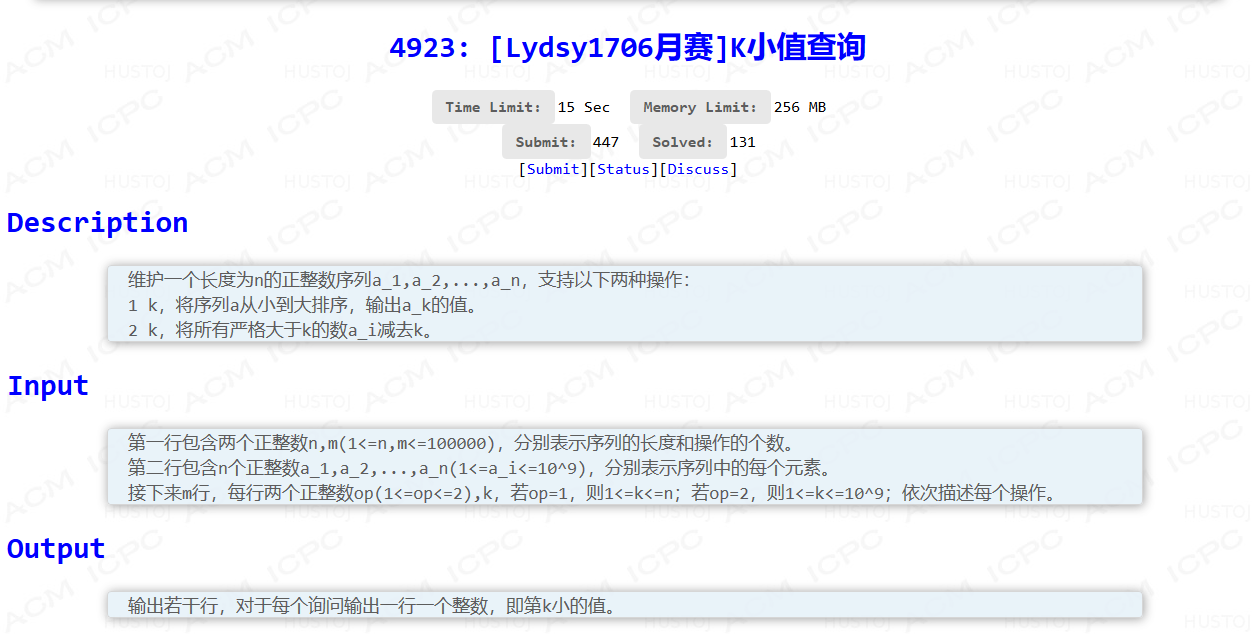 4923: [Lydsy1706月赛]K小值查询
Time Limit: 15 Sec Memory Limit: 256 MB
Submit: 447 Solved: 131
[Submit][Status][Discuss]
Description
维护一个长度为n的正整数序列a_1,a_2,...,a_n，支持以下两种操作：
1 k，将序列a从小到大排序，输出a_k的值。
2 k，将所有严格大于k的数a_i减去k。
Input
第一行包含两个正整数n,m(1<=n,m<=100000)，分别表示序列的长度和操作的个数。
第二行包含n个正整数a_1,a_2,...,a_n(1<=a_i<=10^9)，分别表示序列中的每个元素。
接下来m行，每行两个正整数op(1<=op<=2),k，若op=1，则1<=k<=n；若op=2，则1<=k<=10^9；依次描述每个操作。
Output
输出若干行，对于每个询问输出一行一个整数，即第k小的值。